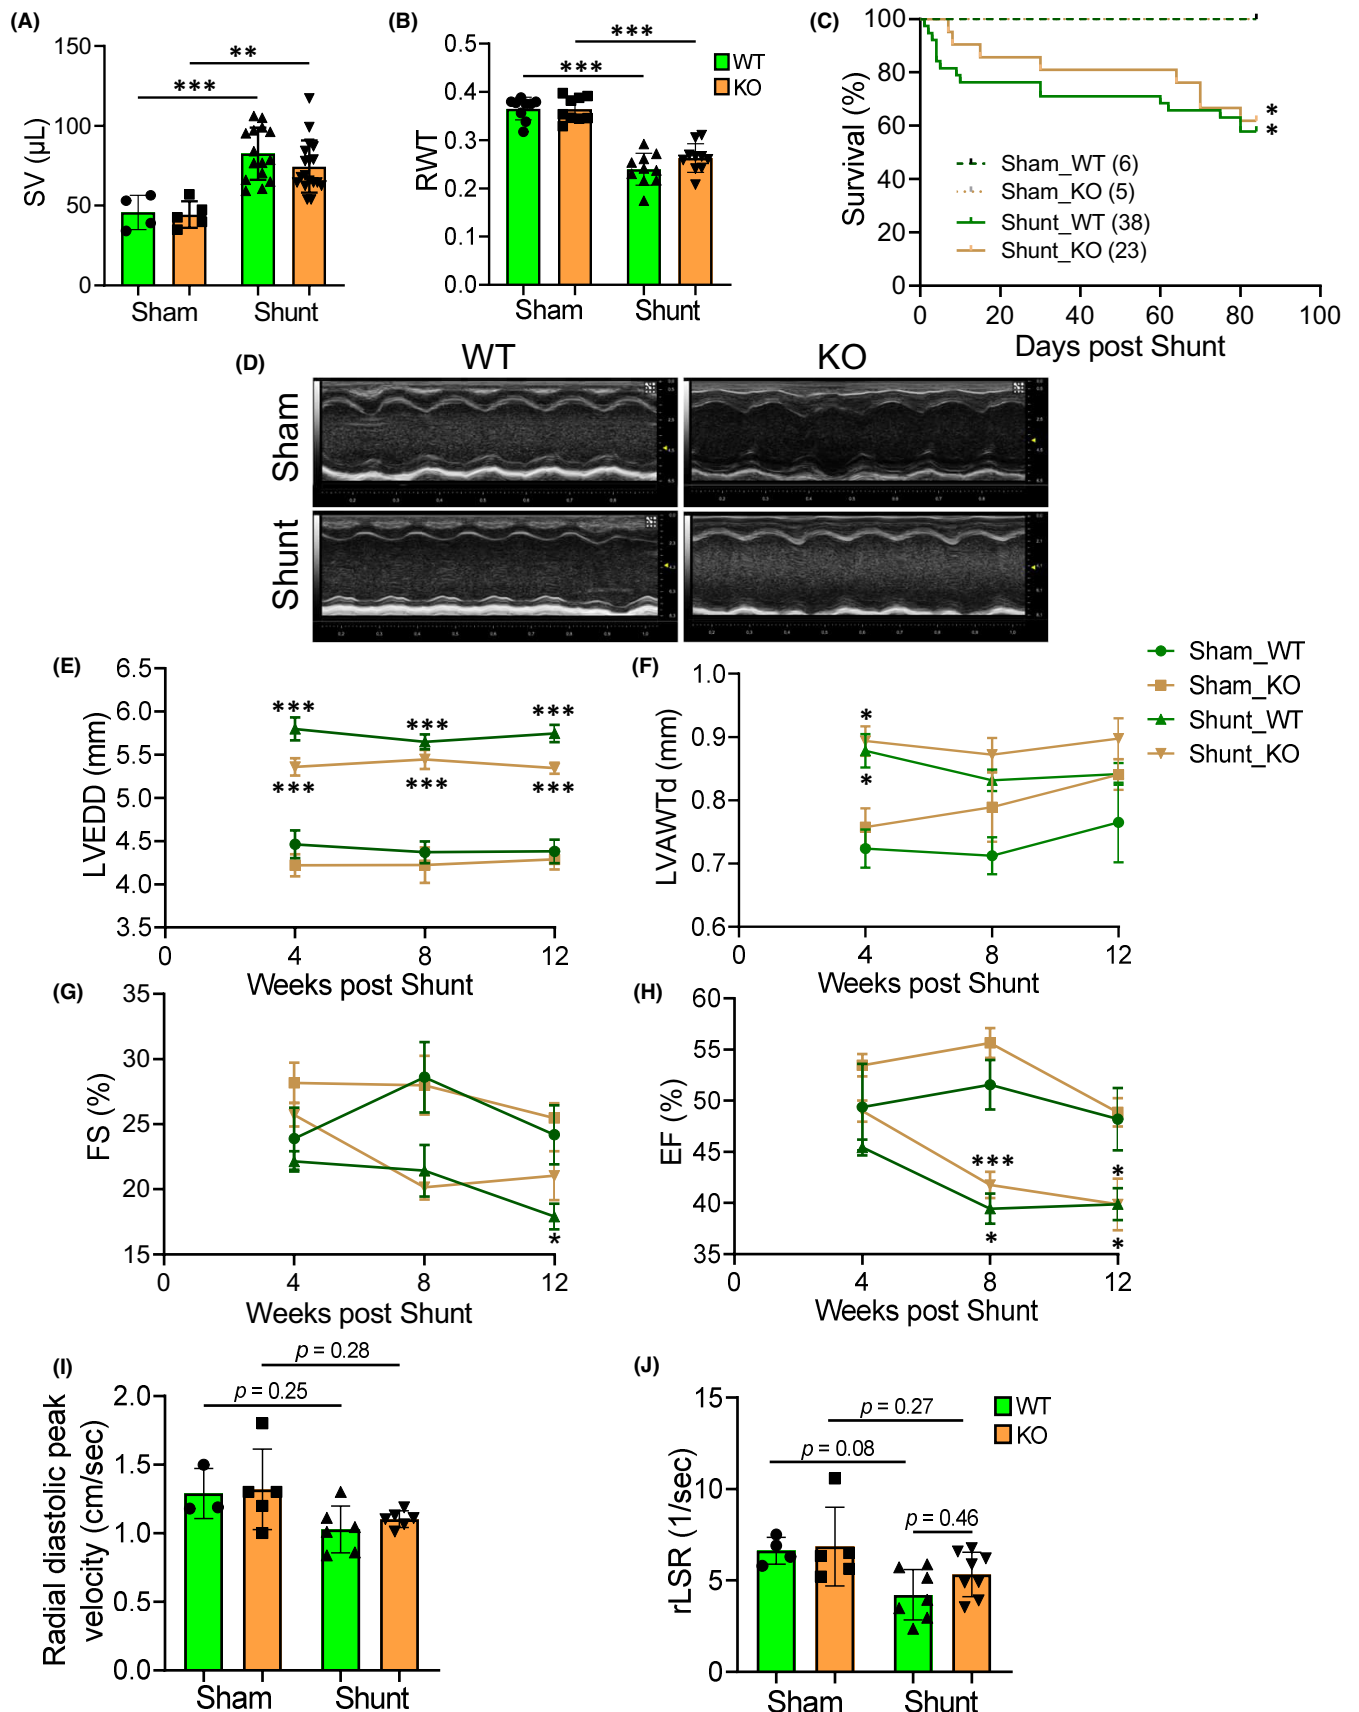 (A)
SV (µL)
150
100
50
0
***
**
Sham
Shunt
(B)
RWT
0.5
0.4
0.3
0.2
0.1
0.0
***
***
Sham
Shunt
WT
KO
(C)
Survival (%)
100
80
60
40
20
0
*
*
Sham_WT (6)
Sham_KO (5)
Shunt_WT (38)
Shunt_KO (23)
0 20 40 60 80 100
Days post Shunt
(D)
WT
KO
Sham
Shunt
(E)
LVEDD (mm)
6.5
6.0
5.5
5.0
4.5
4.0
3.5
*** *** ***
*** *** ***
0 4 8 12
Weeks post Shunt
(F)
LVAWTd (mm)
1.0
0.9
0.8
0.7
0.6
*
*
0 4 8 12
Weeks post Shunt
Sham_WT
Sham_KO
Shunt_WT
Shunt_KO
(G)
FS (%)
35
30
25
20
15
*
0 4 8 12
Weeks post Shunt
(H)
EF (%)
60
55
50
45
40
35
*** *
* *
0 4 8 12
Weeks post Shunt
(I)
Radial diastolic peak
velocity (cm/sec)
2.0
1.5
1.0
0.5
0.0
p = 0.28
p = 0.25
Sham
Shunt
(J)
rLSR (1/sec)
15
10
5
0
p = 0.27
p = 0.08
p = 0.46
Sham
Shunt
WT
KO